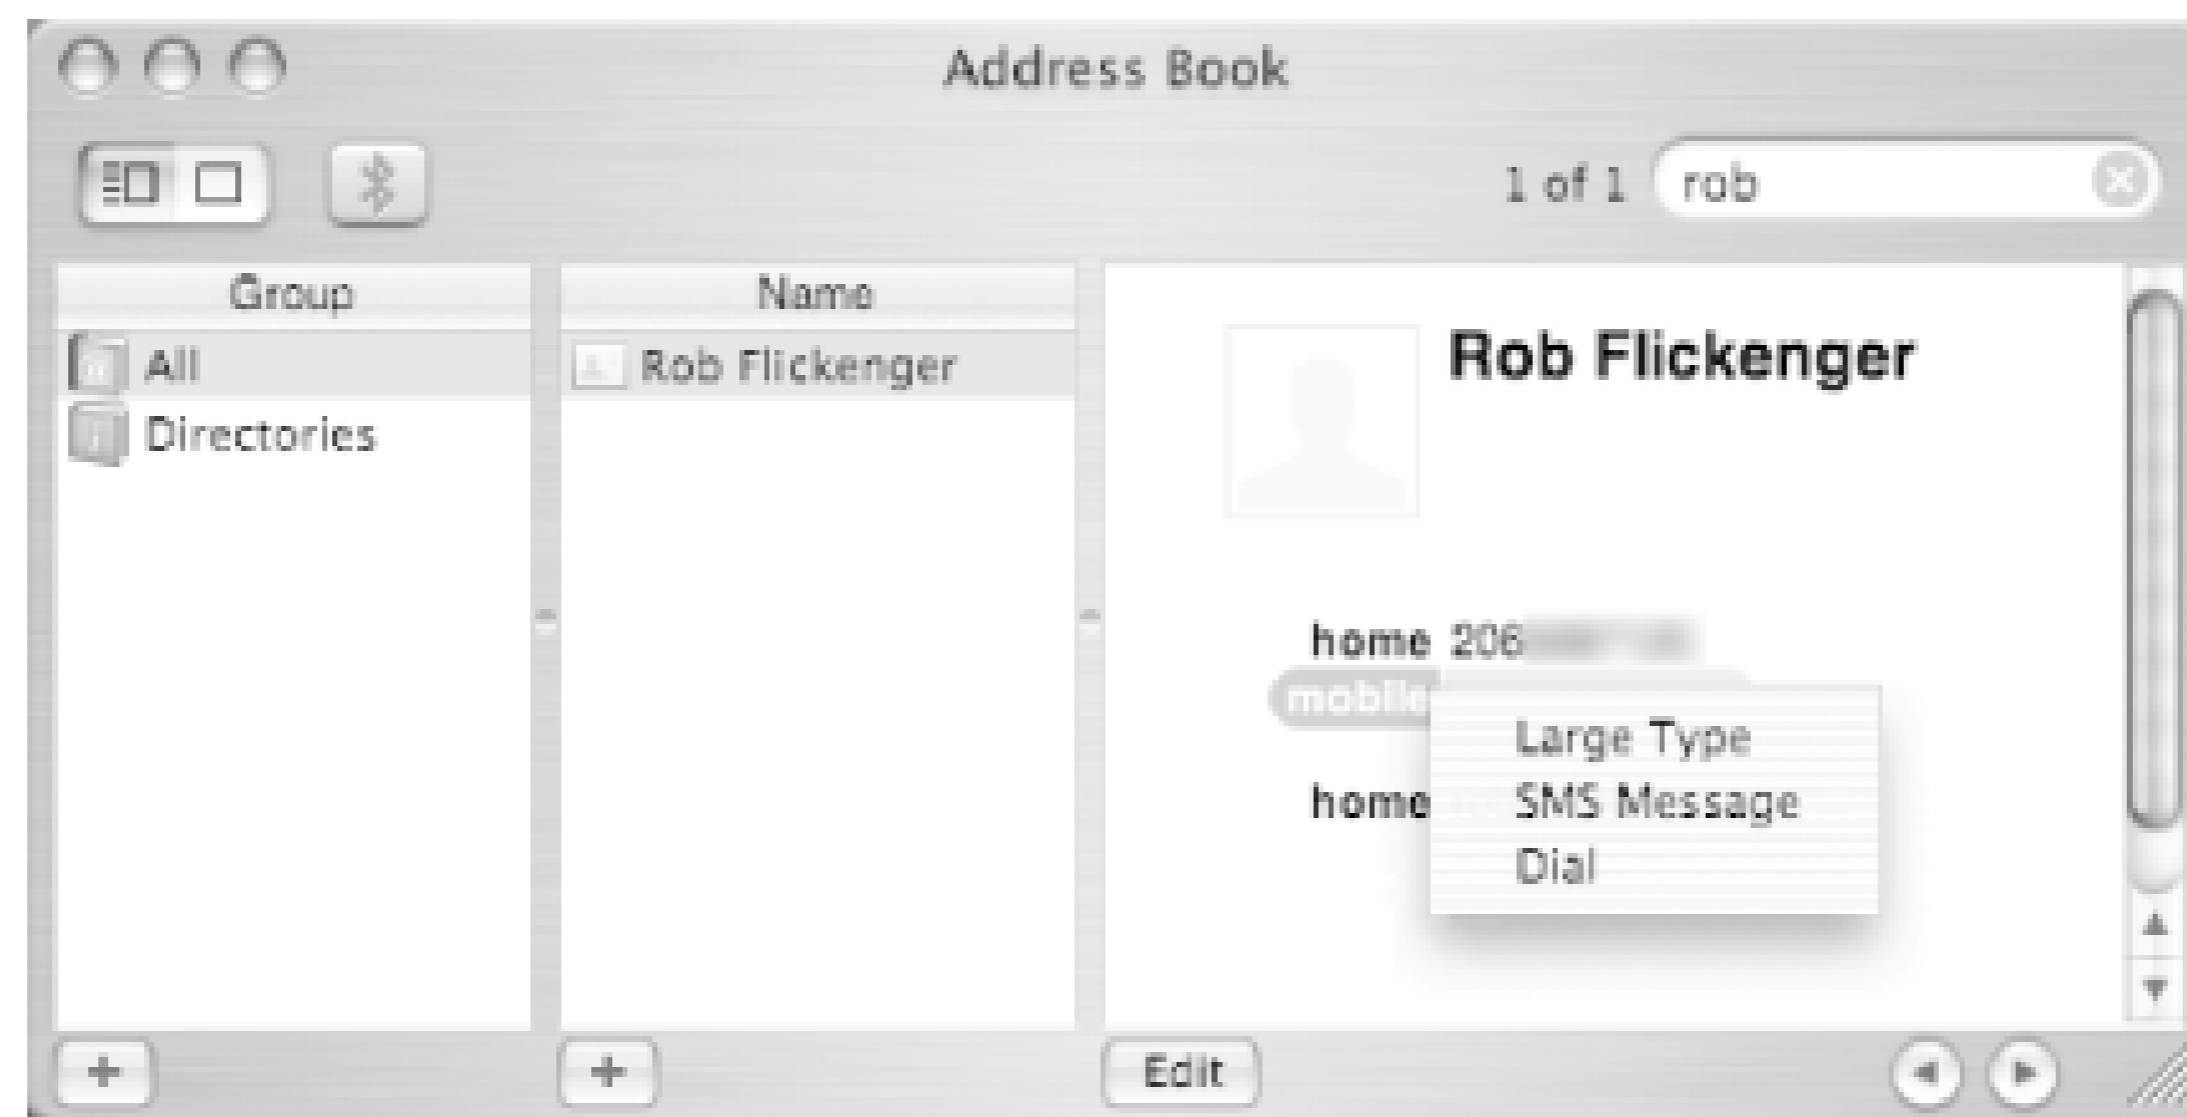 Address Book
1 of 1 rob
Group
All
Directories
Name
Rob Flickenger
Rob Flickenger
home 206
mobile
home
Large Type
SMS Message
Dial
Edit